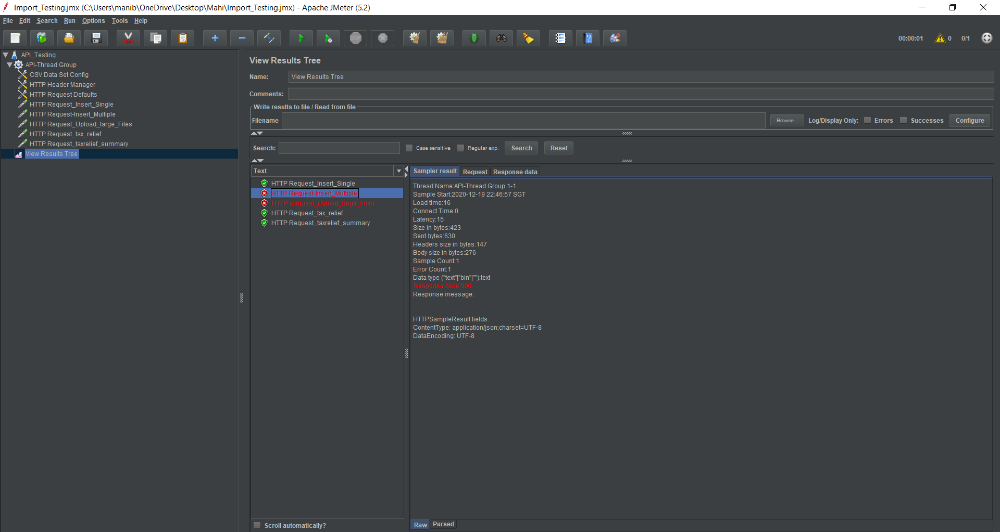 Import_Testing.jmx (C:\Users\manib\OneDrive\Desktop\Mahi\Import_Testing.jmx) - Apache JMeter (5.2)
File Edit Search Run Options Tools Help
STOP
00:00:01 0 0/1
API_Testing
API-Thread Group
CSV Data Set Config
HTTP Header Manager
HTTP Request Defaults
HTTP Request_Insert_Single
HTTP Request-Insert_Multiple
HTTP Request_Upload_large_Files
HTTP Request_tax_relief
HTTP Request_taxrelief_summary
View Results Tree
View Results Tree
Name: View Results Tree
Comments:
Write results to file / Read from file
Filename Browse... Log/Display Only: Errors Successes Configure
Search: Case sensitive Regular exp. Search Reset
Text
HTTP Request_Insert_Single
HTTP Request-Insert_Multiple
HTTP Request_Upload_large_Files
HTTP Request_tax_relief
HTTP Request_taxrelief_summary
Scroll automatically?
Sampler result Request Response data
Thread Name:API-Thread Group 1-1
Sample Start:2020-12-19 22:46:57 SGT
Load time:16
Connect Time:0
Latency:15
Size in bytes:423
Sent bytes:630
Headers size in bytes:147
Body size in bytes:276
Sample Count:1
Error Count:1
Data type ("text"|"bin"|""):text
Response code:500
Response message:
HTTPSampleResult fields:
ContentType: application/json;charset=UTF-8
DataEncoding: UTF-8
Raw Parsed